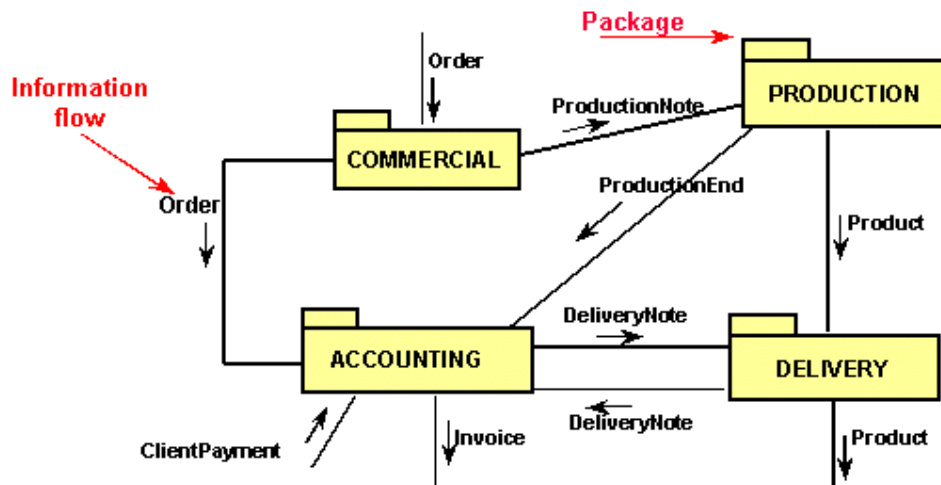 Package
Order
Information
flow
PRODUCTION
ProductionNote
COMMERCIAL
ProductionEnd
Order
Product
DeliveryNote
ACCOUNTING
DELIVERY
DeliveryNote
ClientPayment
Invoice
Product